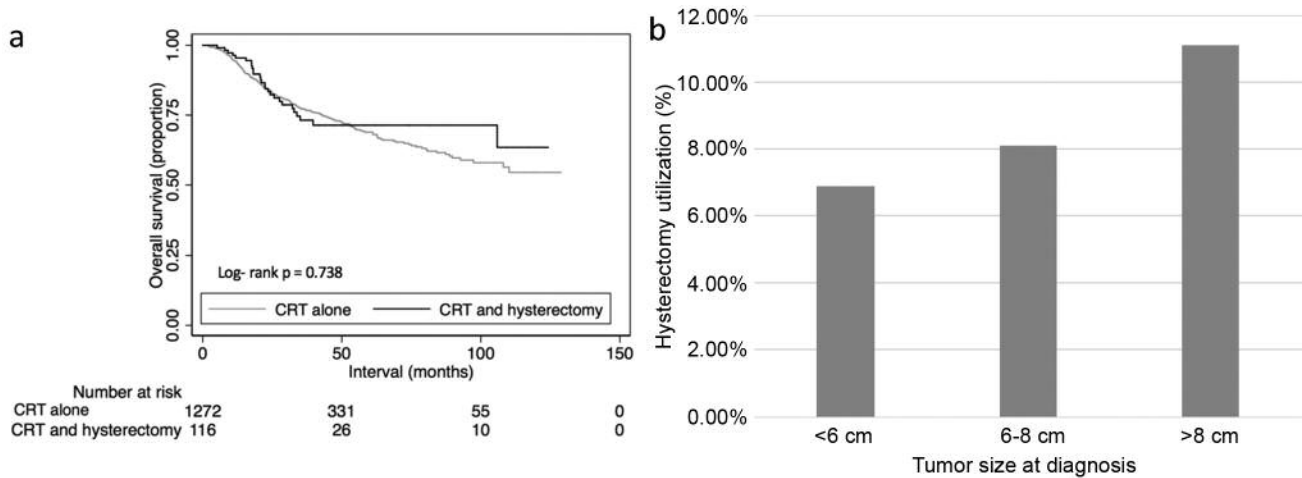 a
Overall survival (proportion)
1.00
0.75
0.50
0.25
0.00
Log- rank p = 0.738
CRT alone CRT and hysterectomy
0 50 100 150
Interval (months)
Number at risk
CRT alone 1272 331 55 0
CRT and hysterectomy 116 26 10 0
b
Hysterectomy utilization (%)
12.00%
10.00%
8.00%
6.00%
4.00%
2.00%
0.00%
<6 cm 6-8 cm >8 cm
Tumor size at diagnosis